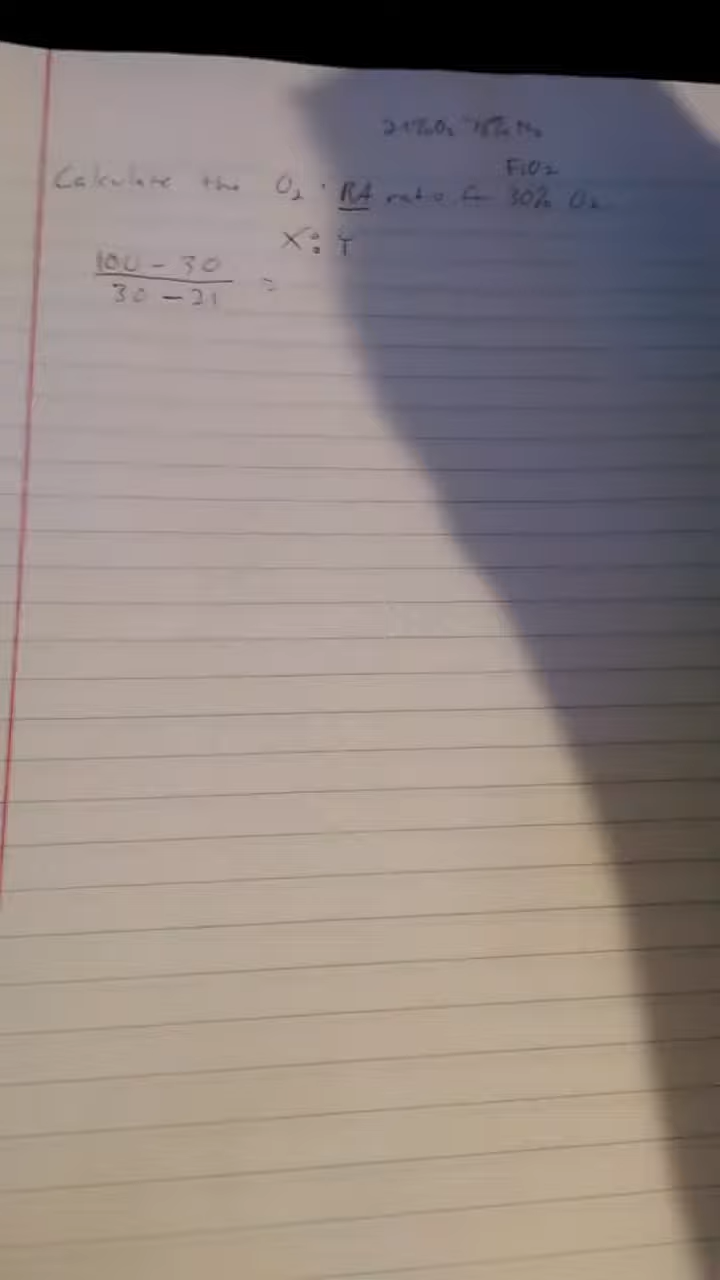 21% O₂ 78% N₂
FiO₂
Calculate the O₂ : RA ratio for 30% O₂
X : Y
100 - 30
30 - 21
=